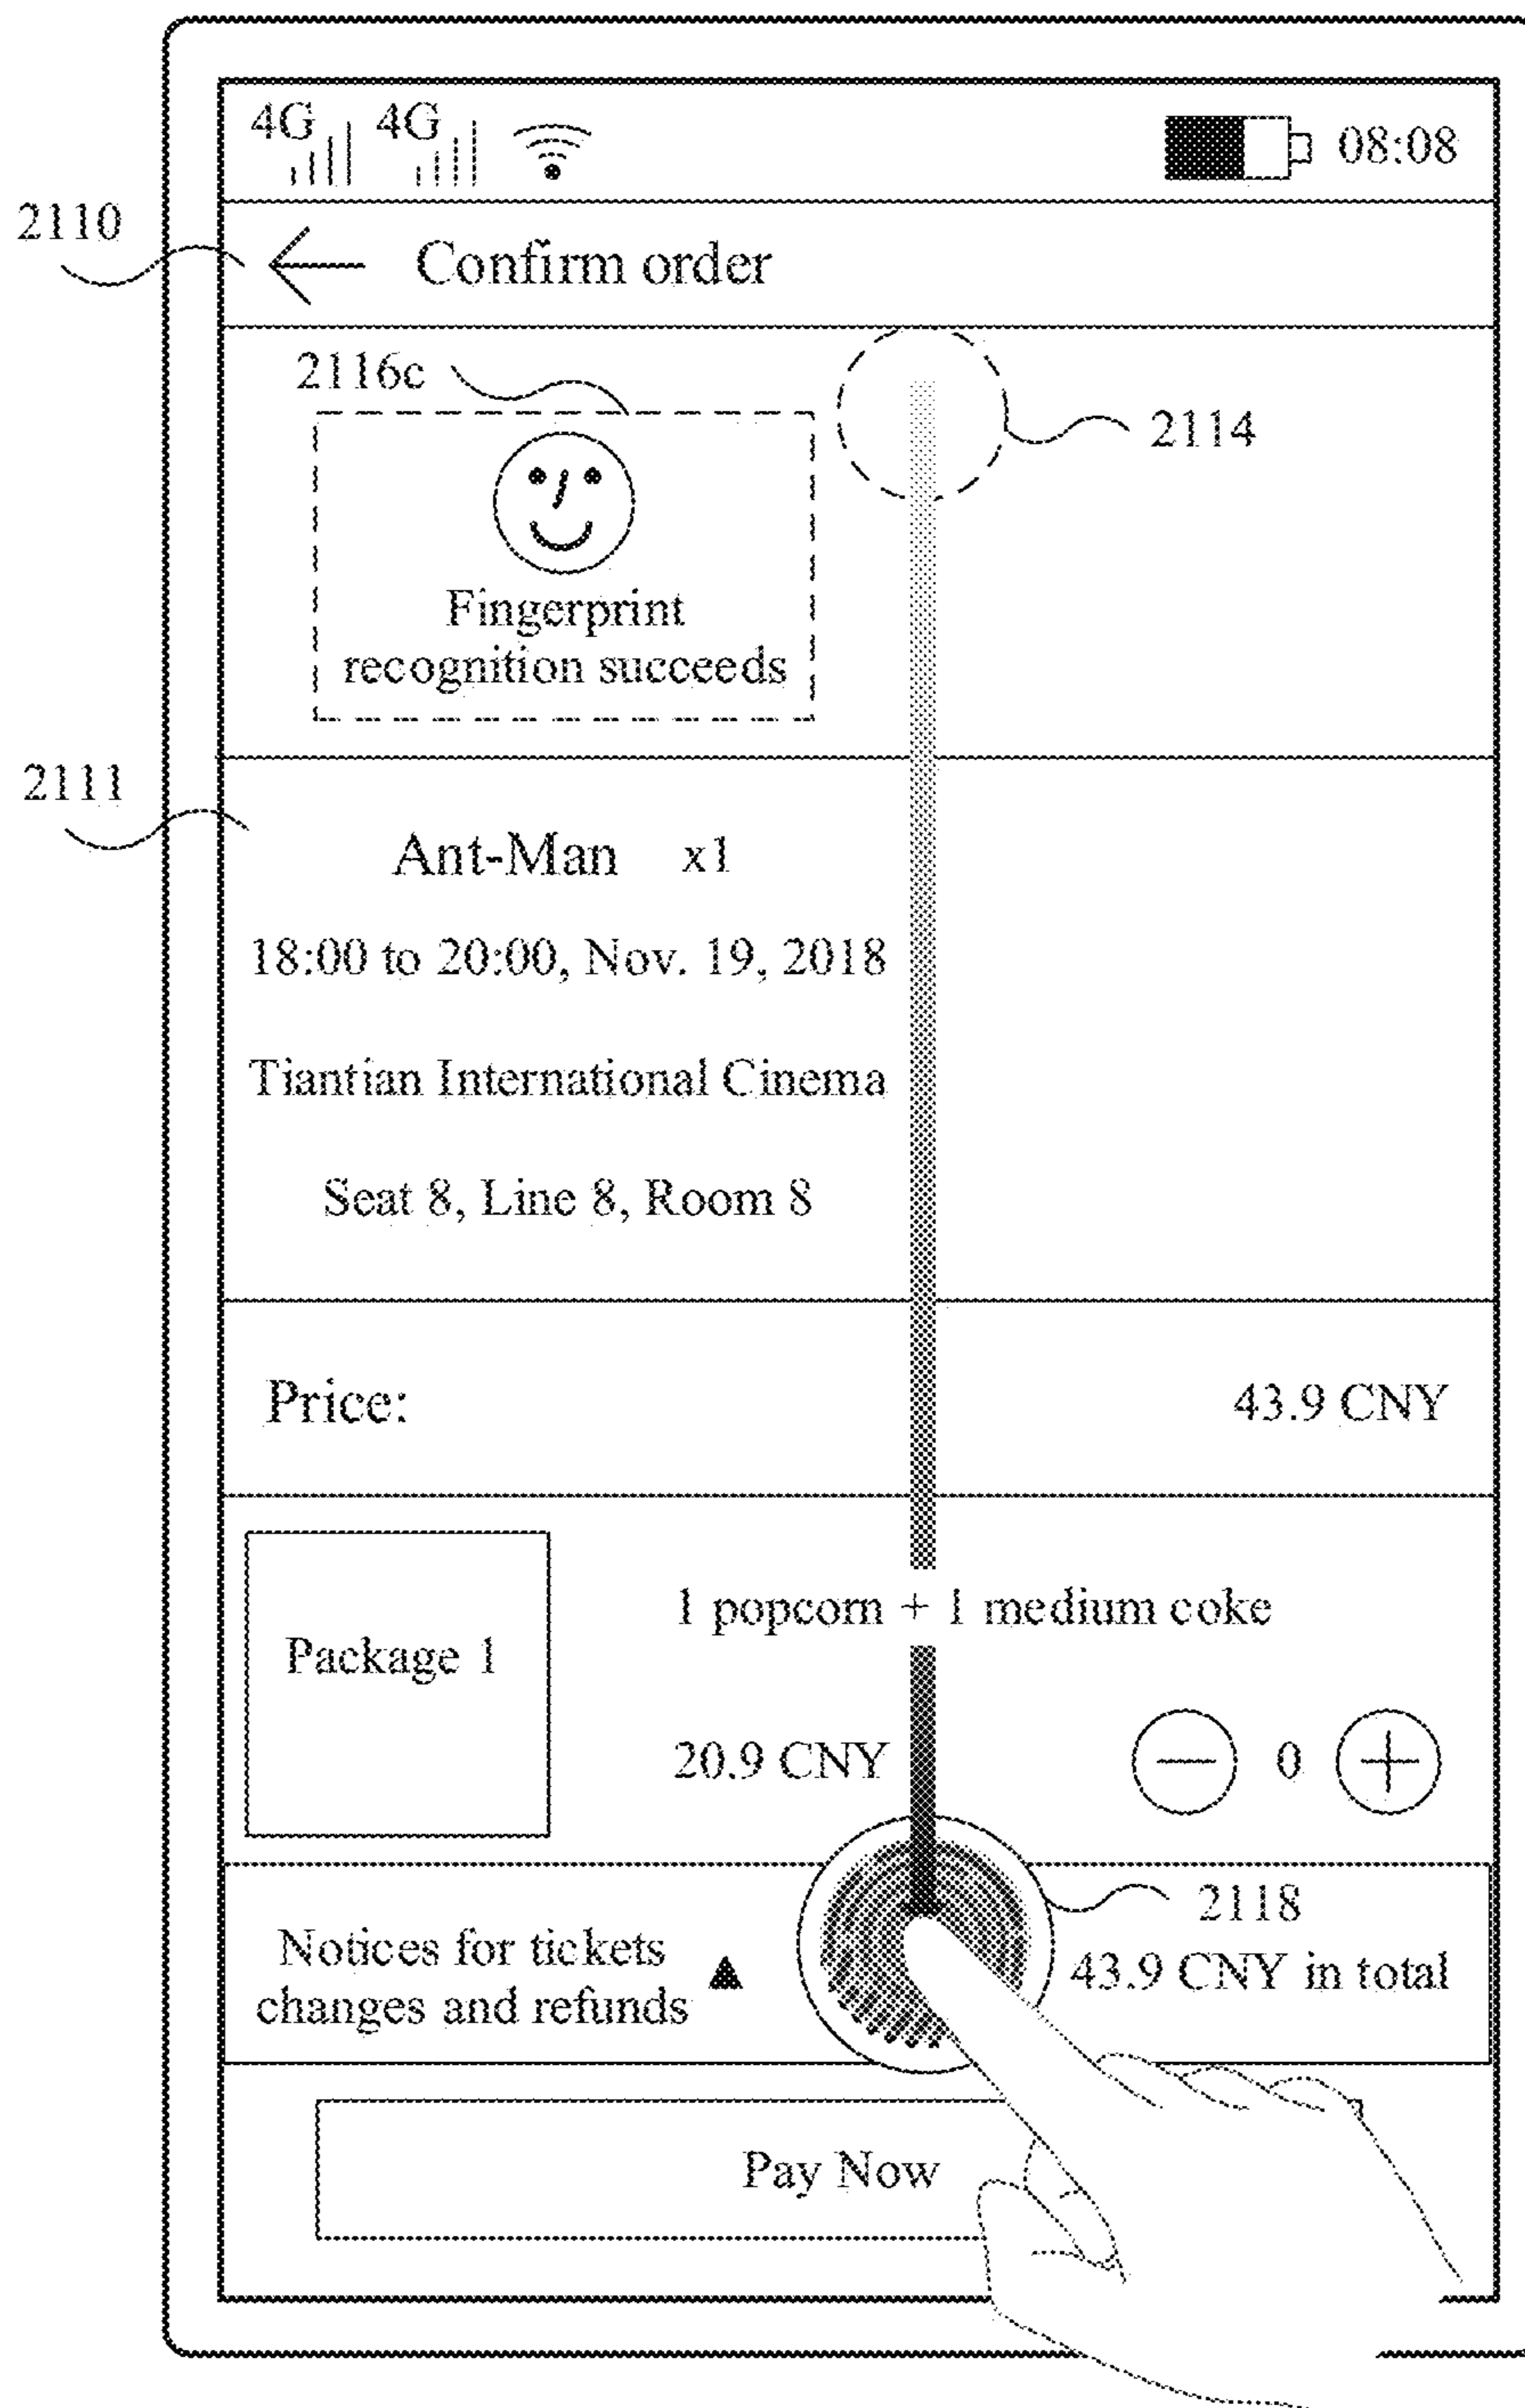 4G 4G 08:08
2110
Confirm order
2116c
2114
Fingerprint
recognition succeeds
2111
Ant-Man x1
18:00 to 20:00, Nov. 19, 2018
Tiantian International Cinema
Seat 8, Line 8, Room 8
Price: 43.9 CNY
1 popcorn + 1 medium coke
Package 1
20.9 CNY 0
2118
Notices for tickets
changes and refunds
43.9 CNY in total
Pay Now